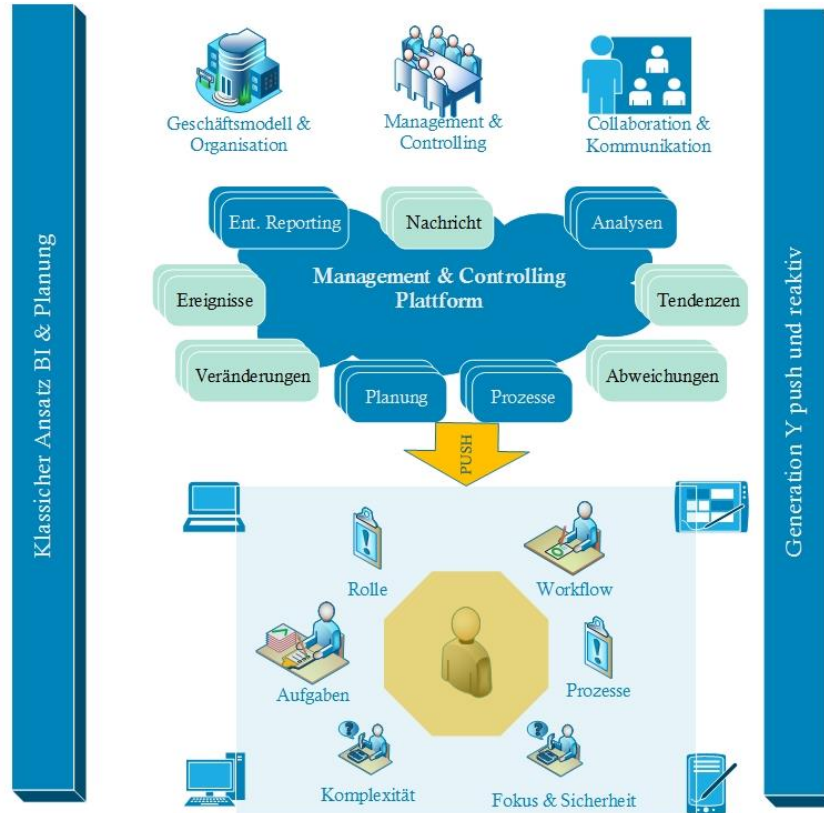 Klassicher Ansatz BI & Planung
Geschäftsmodell &
Organisation
Management &
Controlling
Collaboration &
Kommunikation
Ent. Reporting
Nachricht
Analysen
Management & Controlling
Plattform
Ereignisse
Tendenzen
Veränderungen
Abweichungen
Planung
Prozesse
PUSH
Rolle
Workflow
Aufgaben
Prozesse
Komplexität
Fokus & Sicherheit
Generation Y push und reaktiv